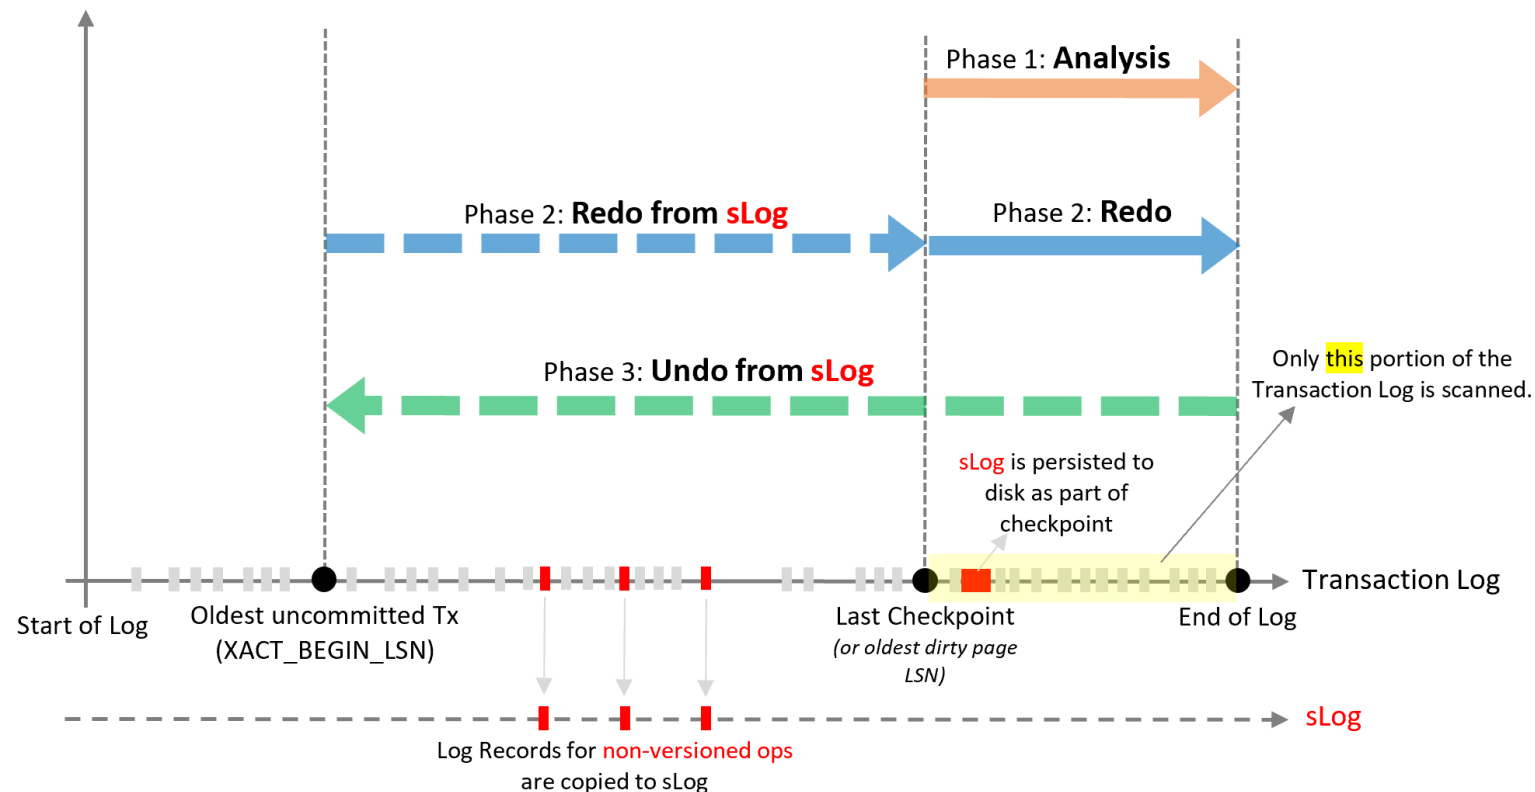 Phase 1: Analysis
Phase 2: Redo from sLog
Phase 2: Redo
Phase 3: Undo from sLog
Only this portion of the
Transaction Log is scanned.
sLog is persisted to
disk as part of
checkpoint
Transaction Log
Start of Log
Oldest uncommitted Tx
(XACT_BEGIN_LSN)
Last Checkpoint
(or oldest dirty page
LSN)
End of Log
sLog
Log Records for non-versioned ops
are copied to sLog